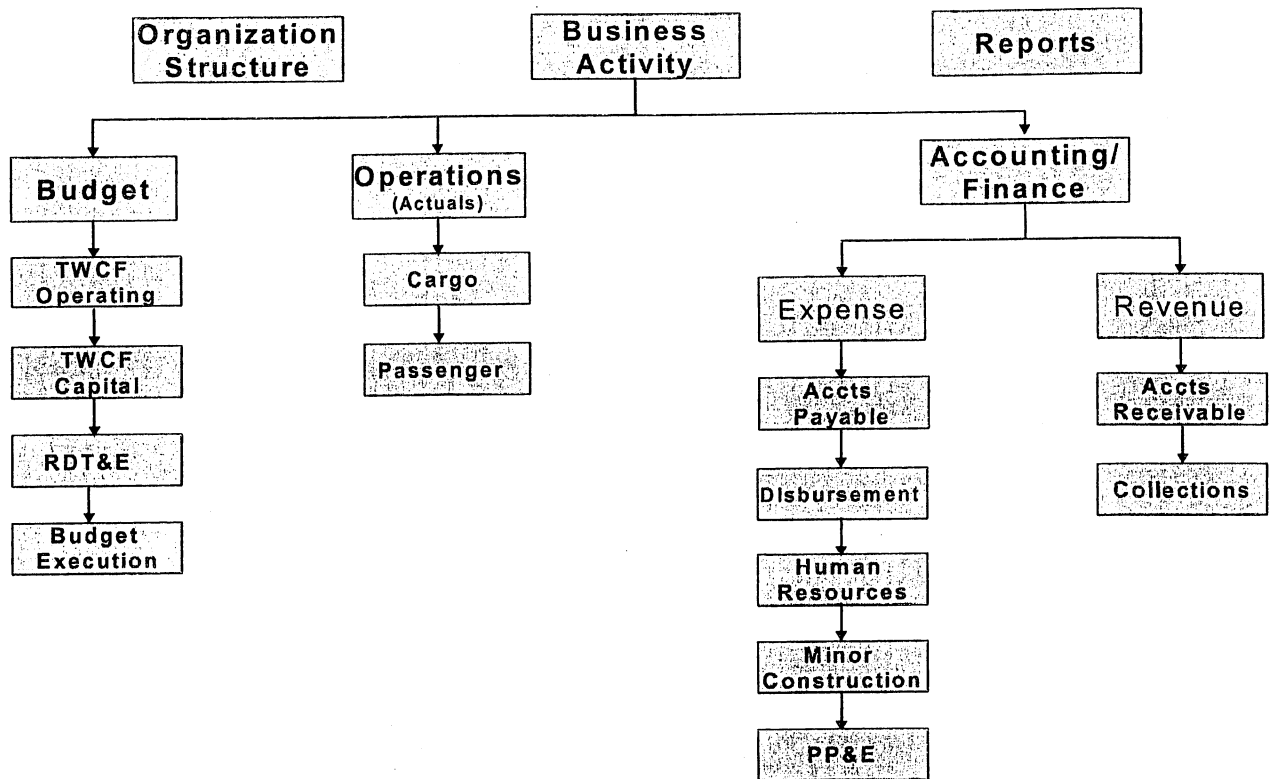 Organization
Structure
Business
Activity
Reports
Budget
Operations
(Actuals)
Accounting/
Finance
TWCF
Operating
Cargo
Expense
Revenue
TWCF
Capital
Passenger
Accts
Payable
Accts
Receivable
RDT&E
Disbursement
Collections
Budget
Execution
Human
Resources
Minor
Construction
PP&E